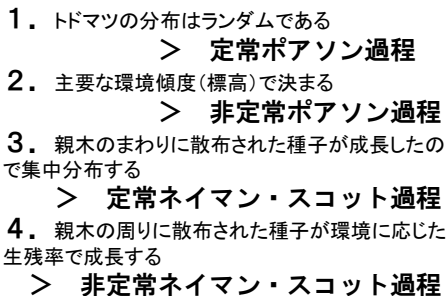 １．トドマツの分布はランダムである
＞　定常ポアソン過程
２．主要な環境傾度（標高）で決まる
＞　非定常ポアソン過程
３．親木のまわりに散布された種子が成長したの
で集中分布する
＞　定常ネイマン・スコット過程
４．親木の周りに散布された種子が環境に応じた
生残率で成長する
＞　非定常ネイマン・スコット過程